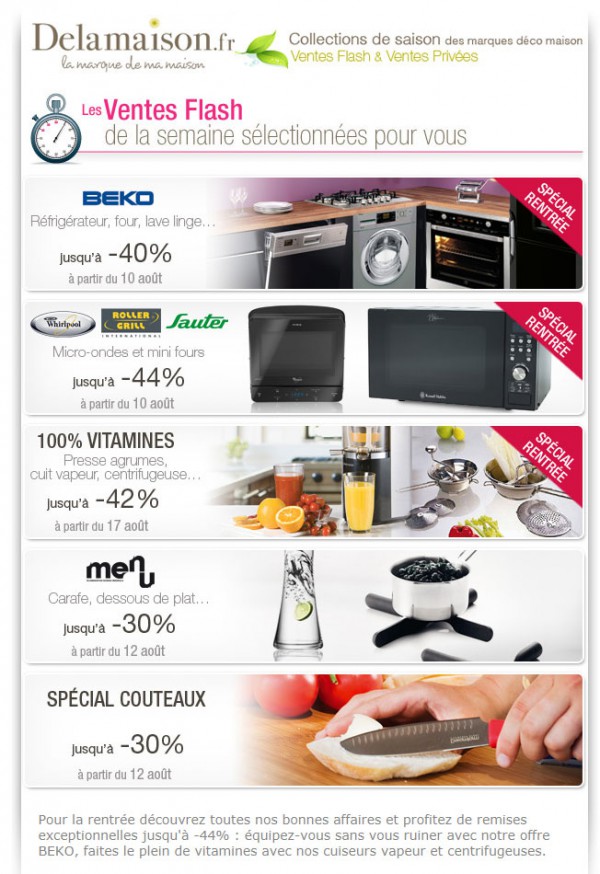 Delamaison.fr
la marque de ma maison
Collections de saison des marques déco maison
Ventes Flash & Ventes Privées
Les Ventes Flash
de la semaine sélectionnées pour vous
BEKO
Réfrigérateur, four, lave linge...
jusqu'à -40%
à partir du 10 août
SPÉCIAL
RENTRÉE
Whirlpool
ROLLER
GRILL
INTERNATIONAL
Sauter
Micro-ondes et mini fours
jusqu'à -44%
à partir du 10 août
Russell Hobbs
SPÉCIAL
RENTRÉE
100% VITAMINES
Presse agrumes,
cuit vapeur, centrifugeuse...
jusqu'à -42%
à partir du 17 août
SPÉCIAL
RENTRÉE
menu
Carafe, dessous de plat...
jusqu'à -30%
à partir du 12 août
SPÉCIAL COUTEAUX
jusqu'à -30%
à partir du 12 août
Pour la rentrée découvrez toutes nos bonnes affaires et profitez de remises
exceptionnelles jusqu'à -44% : équipez-vous sans vous ruiner avec notre offre
BEKO, faites le plein de vitamines avec nos cuiseurs vapeur et centrifugeuses.